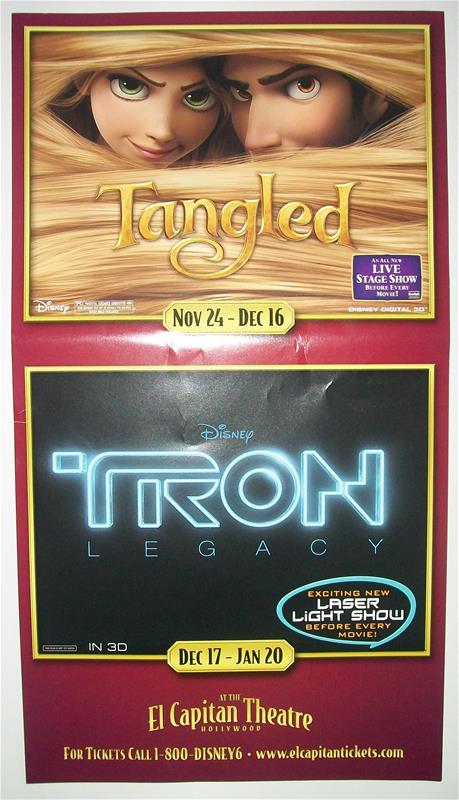 Tangled
AN ALL NEW
LIVE
STAGE SHOW
BEFORE EVERY
MOVIE!
Disney
DISNEY DIGITAL 3D
NOV 24 - DEC 16
Disney
TRON
LEGACY
EXCITING NEW
LASER
LIGHT SHOW
BEFORE EVERY
MOVIE!
IN 3D
DEC 17 - JAN 20
AT THE
El Capitan Theatre
HOLLYWOOD
FOR TICKETS CALL 1-800-DISNEY6 • www.elcapitantickets.com